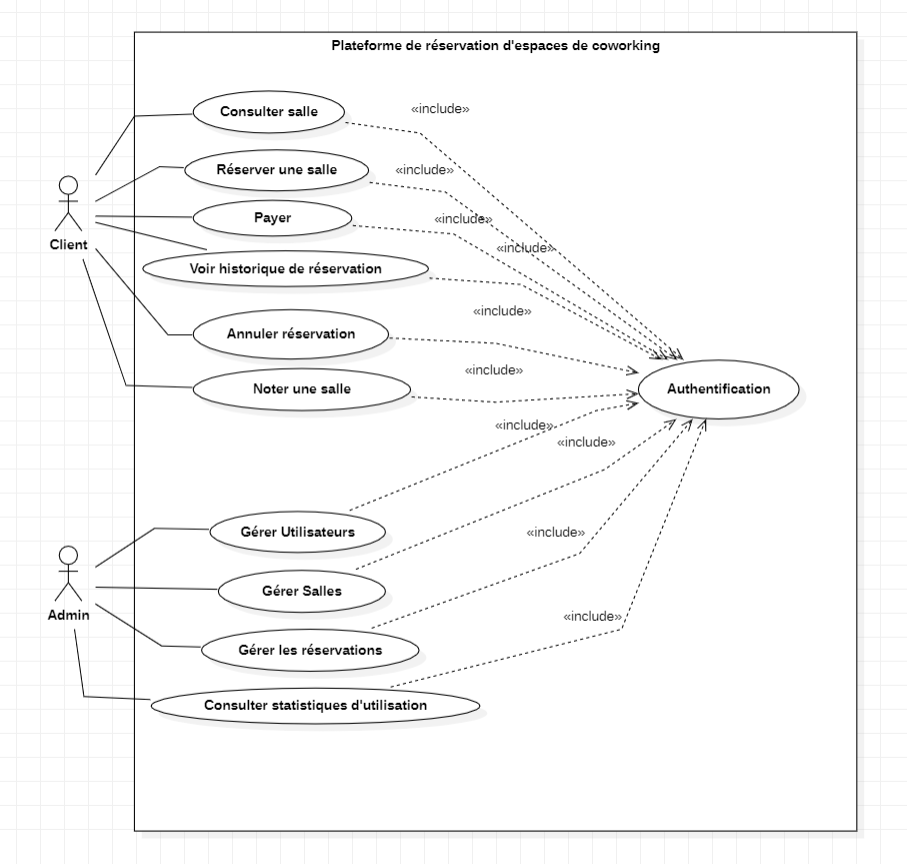 Plateforme de réservation d'espaces de coworking
Consulter salle
«include»
Réserver une salle
«include»
Payer
«include»
Client
«include»
Voir historique de réservation
«include»
Annuler réservation
«include»
Noter une salle
Authentification
«include»
«include»
Gérer Utilisateurs
«include»
Gérer Salles
Admin
«include»
Gérer les réservations
Consulter statistiques d'utilisation